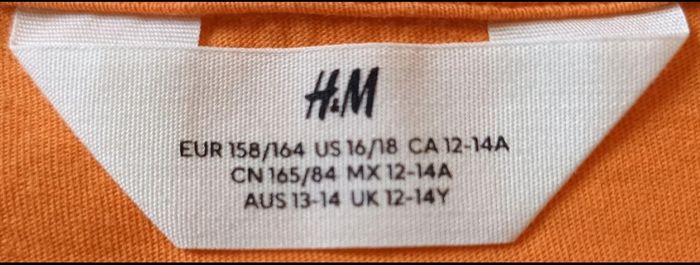 H&M
EUR 158/164 US 16/18 CA 12-14A
CN 165/84 MX 12-14A
AUS 13-14 UK 12-14Y